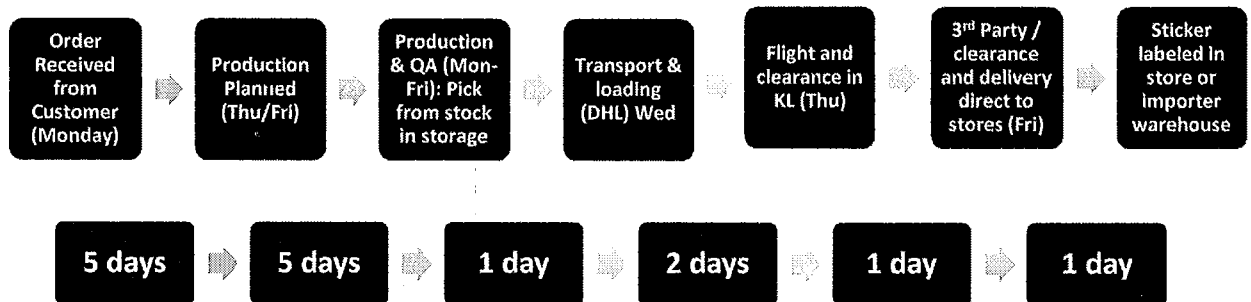 Order
Received
from
Customer
(Monday)
Production
Planned
(Thu/Fri)
Production
& QA (Mon-
Fri): Pick
from stock
in storage
Transport &
loading
(DHL) Wed
Flight and
clearance in
KL (Thu)
3rd Party /
clearance
and delivery
direct to
stores (Fri)
Sticker
labeled in
store or
importer
warehouse
5 days
5 days
1 day
2 days
1 day
1 day